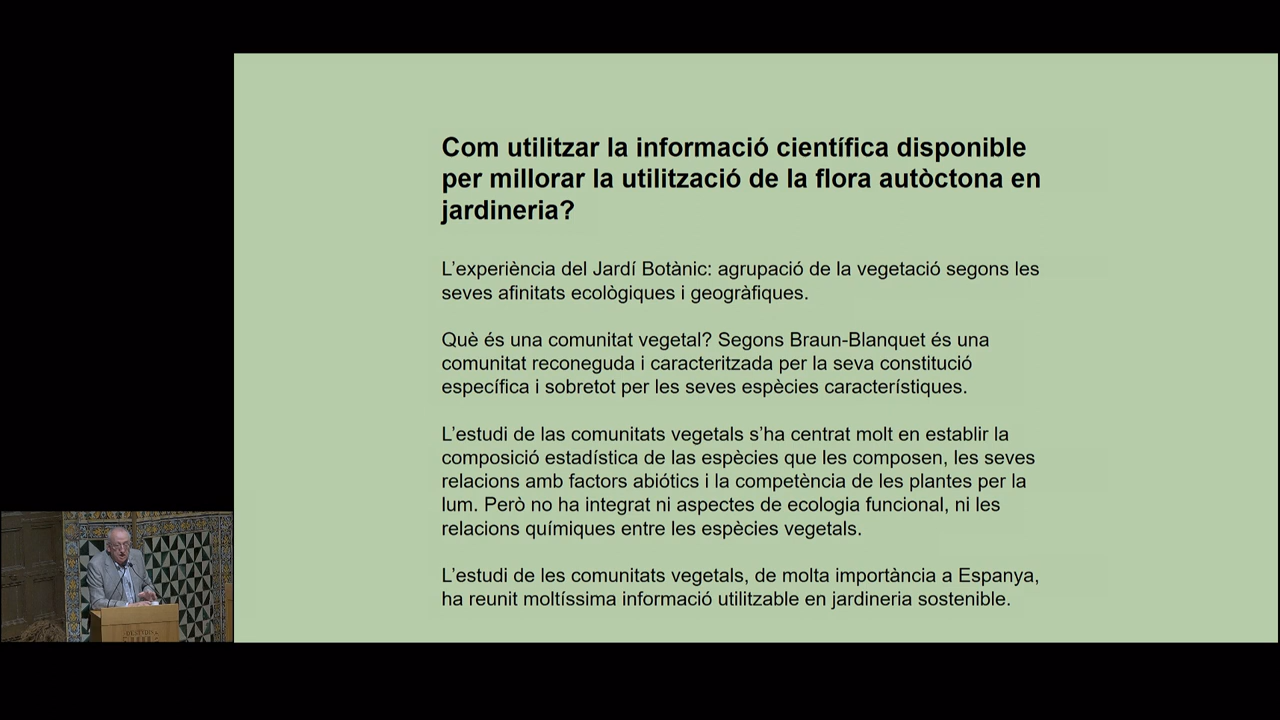 Com utilitzar la informació científica disponible
per millorar la utilització de la flora autòctona en
jardineria?
L’experiència del Jardí Botànic: agrupació de la vegetació segons les
seves afinitats ecològiques i geogràfiques.
Què és una comunitat vegetal? Segons Braun-Blanquet és una
comunitat reconeguda i caracteritzada per la seva constitució
específica i sobretot per les seves espècies característiques.
L’estudi de las comunitats vegetals s’ha centrat molt en establir la
composició estadística de las espècies que les composen, les seves
relacions amb factors abiótics i la competència de les plantes per la
lum. Però no ha integrat ni aspectes de ecologia funcional, ni les
relacions químiques entre les espècies vegetals.
L’estudi de les comunitats vegetals, de molta importància a Espanya,
ha reunit moltíssima informació utilitzable en jardineria sostenible.